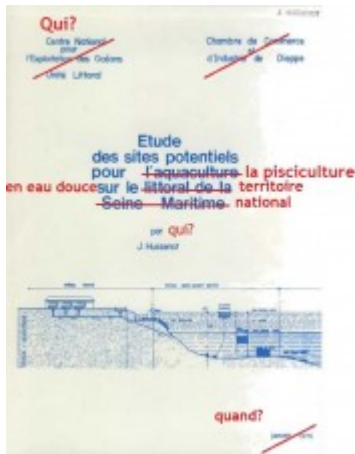 Qui?
Centre National
pour
l'Exploitation des Océans
Unité Littoral
Chambre de Commerce
et
d'Industrie de Dieppe
Etude
des sites potentiels
pour l'aquaculture la pisciculture
en eau douce sur le littoral de la territoire
Seine Maritime national
par qui?
J. Hussenot
quand?
janvier